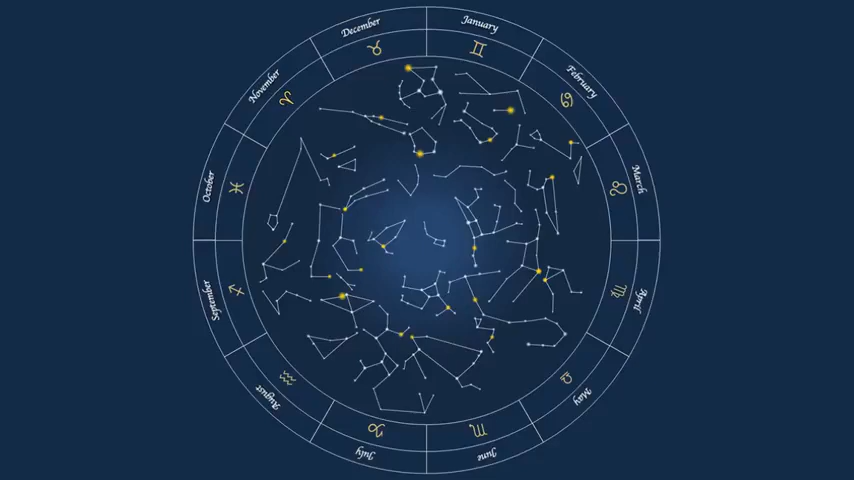 January
February
March
April
May
June
July
August
September
October
November
December